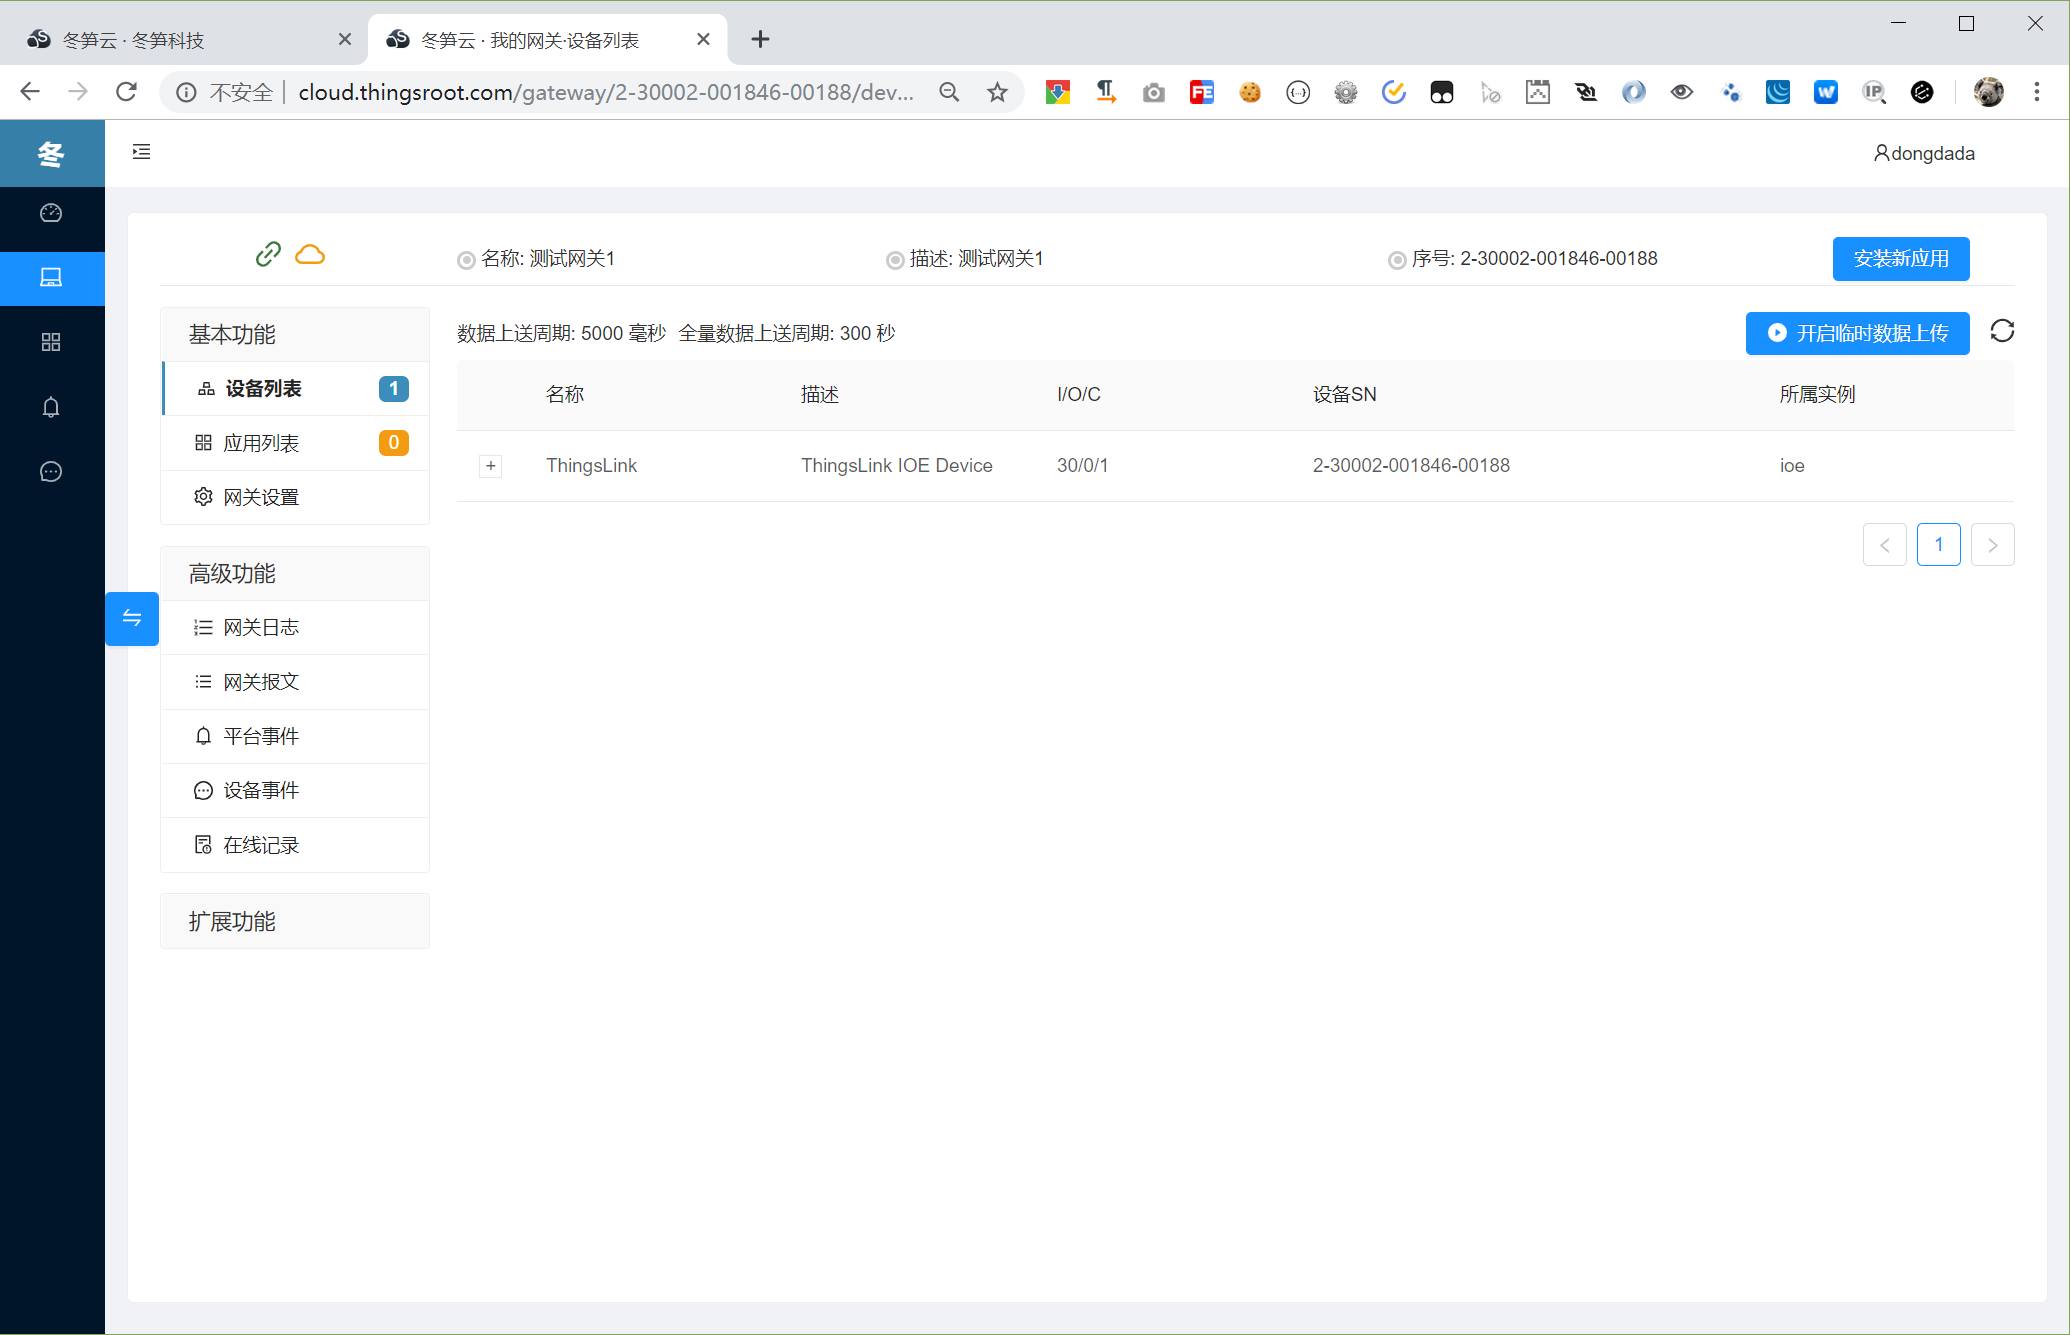 冬笋云 · 冬笋科技
冬笋云 · 我的网关·设备列表
不安全 cloud.thingsroot.com/gateway/2-30002-001846-00188/dev...
冬
dongdada
名称: 测试网关1
描述: 测试网关1
序号: 2-30002-001846-00188
安装新应用
基本功能
设备列表 1
应用列表 0
网关设置
高级功能
网关日志
网关报文
平台事件
设备事件
在线记录
扩展功能
数据上送周期: 5000 毫秒 全量数据上送周期: 300 秒
开启临时数据上传
名称 描述 I/O/C 设备SN 所属实例
+ ThingsLink ThingsLink IOE Device 30/0/1 2-30002-001846-00188 ioe
< 1 >